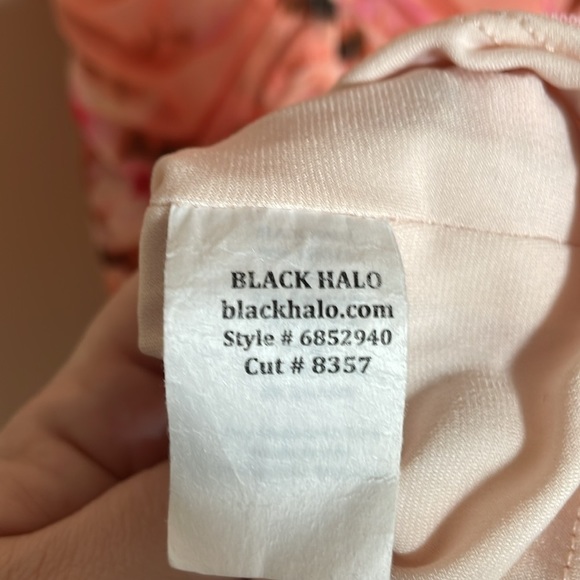 BLACK HALO
blackhalo.com
Style # 6852940
Cut # 8357